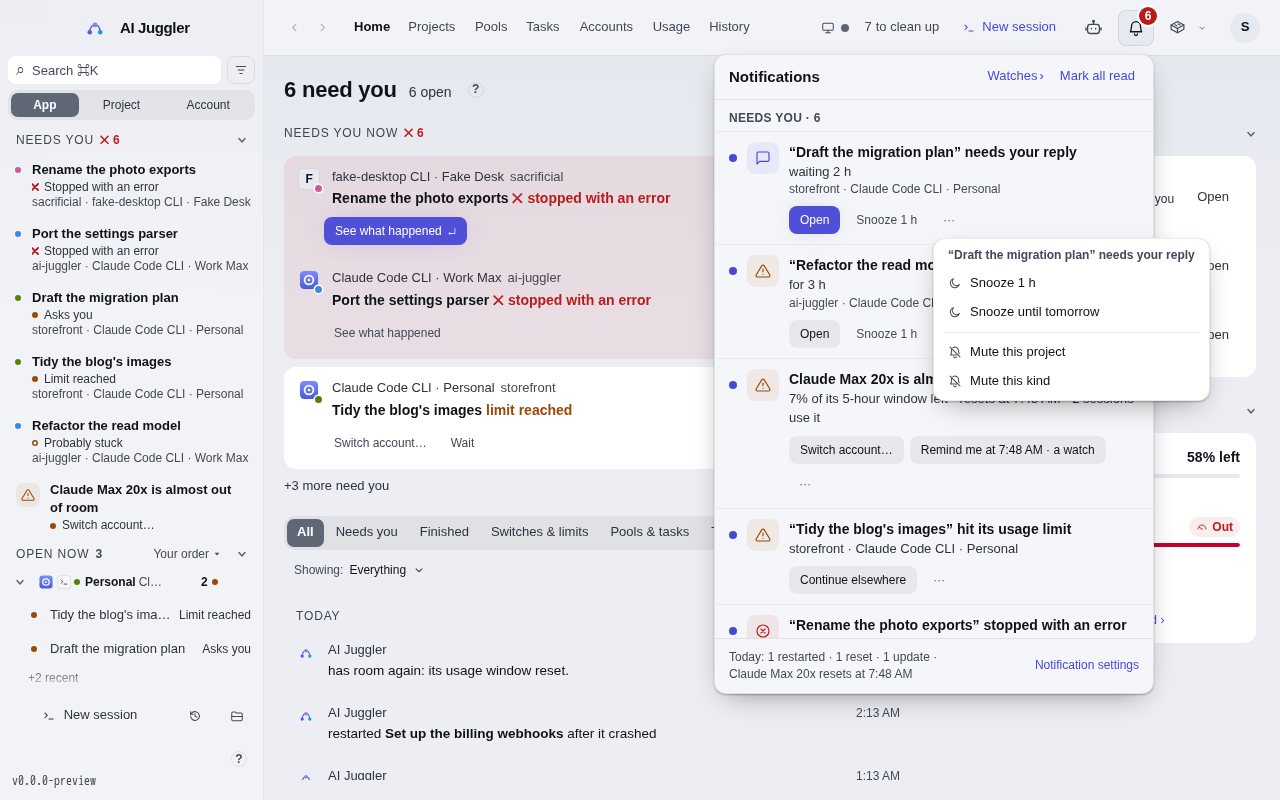 AI Juggler
Search ⌘K
App Project Account
NEEDS YOU 6
Rename the photo exports
Stopped with an error
sacrificial · fake-desktop CLI · Fake Desk
Port the settings parser
Stopped with an error
ai-juggler · Claude Code CLI · Work Max
Draft the migration plan
Asks you
storefront · Claude Code CLI · Personal
Tidy the blog's images
Limit reached
storefront · Claude Code CLI · Personal
Refactor the read model
Probably stuck
ai-juggler · Claude Code CLI · Work Max
Claude Max 20x is almost out
of room
Switch account…
OPEN NOW 3 Your order
Personal Cl… 2
Tidy the blog's ima… Limit reached
Draft the migration plan Asks you
+2 recent
New session
?
v0.0.0-preview
Home Projects Pools Tasks Accounts Usage History
7 to clean up
New session
6
S
6 need you 6 open ?
NEEDS YOU NOW 6
F
fake-desktop CLI · Fake Desk sacrificial
Rename the photo exports stopped with an error
See what happened
Claude Code CLI · Work Max ai-juggler
Port the settings parser stopped with an error
See what happened
Claude Code CLI · Personal storefront
Tidy the blog's images limit reached
Switch account… Wait
+3 more need you
All Needs you Finished Switches & limits Pools & tasks
Showing: Everything
TODAY
AI Juggler
has room again: its usage window reset.
AI Juggler 2:13 AM
restarted Set up the billing webhooks after it crashed
AI Juggler 1:13 AM
Notifications Watches › Mark all read
NEEDS YOU · 6
“Draft the migration plan” needs your reply
waiting 2 h
storefront · Claude Code CLI · Personal
Open Snooze 1 h …
“Refactor the read mo
for 3 h
ai-juggler · Claude Code C
Open Snooze 1 h
Claude Max 20x is alm
7% of its 5-hour window left · resets at 7:48 AM · 2 sessions
use it
Switch account… Remind me at 7:48 AM · a watch
…
“Tidy the blog's images” hit its usage limit
storefront · Claude Code CLI · Personal
Continue elsewhere …
“Rename the photo exports” stopped with an error
Today: 1 restarted · 1 reset · 1 update ·
Claude Max 20x resets at 7:48 AM
Notification settings
“Draft the migration plan” needs your reply
Snooze 1 h
Snooze until tomorrow
Mute this project
Mute this kind
you Open
pen
pen
58% left
Out